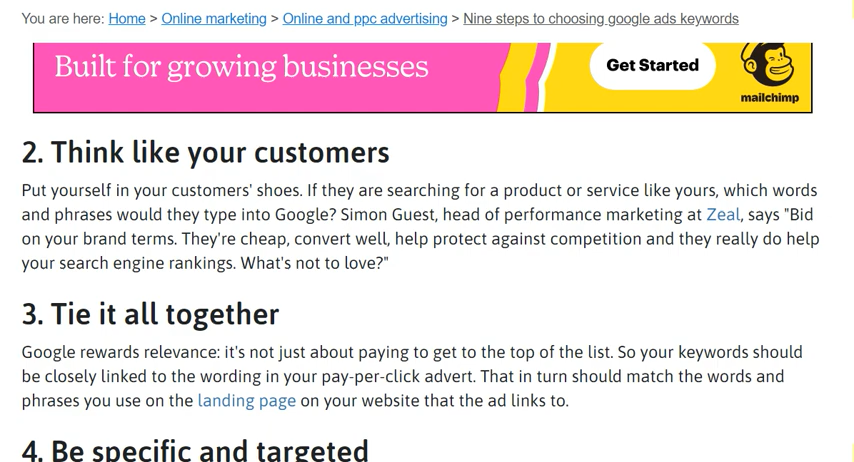 You are here: Home > Online marketing > Online and ppc advertising > Nine steps to choosing google ads keywords
Built for growing businesses
Get Started
mailchimp
2. Think like your customers
Put yourself in your customers' shoes. If they are searching for a product or service like yours, which words
and phrases would they type into Google? Simon Guest, head of performance marketing at Zeal, says "Bid
on your brand terms. They're cheap, convert well, help protect against competition and they really do help
your search engine rankings. What's not to love?"
3. Tie it all together
Google rewards relevance: it's not just about paying to get to the top of the list. So your keywords should
be closely linked to the wording in your pay-per-click advert. That in turn should match the words and
phrases you use on the landing page on your website that the ad links to.
4. Be specific and targeted